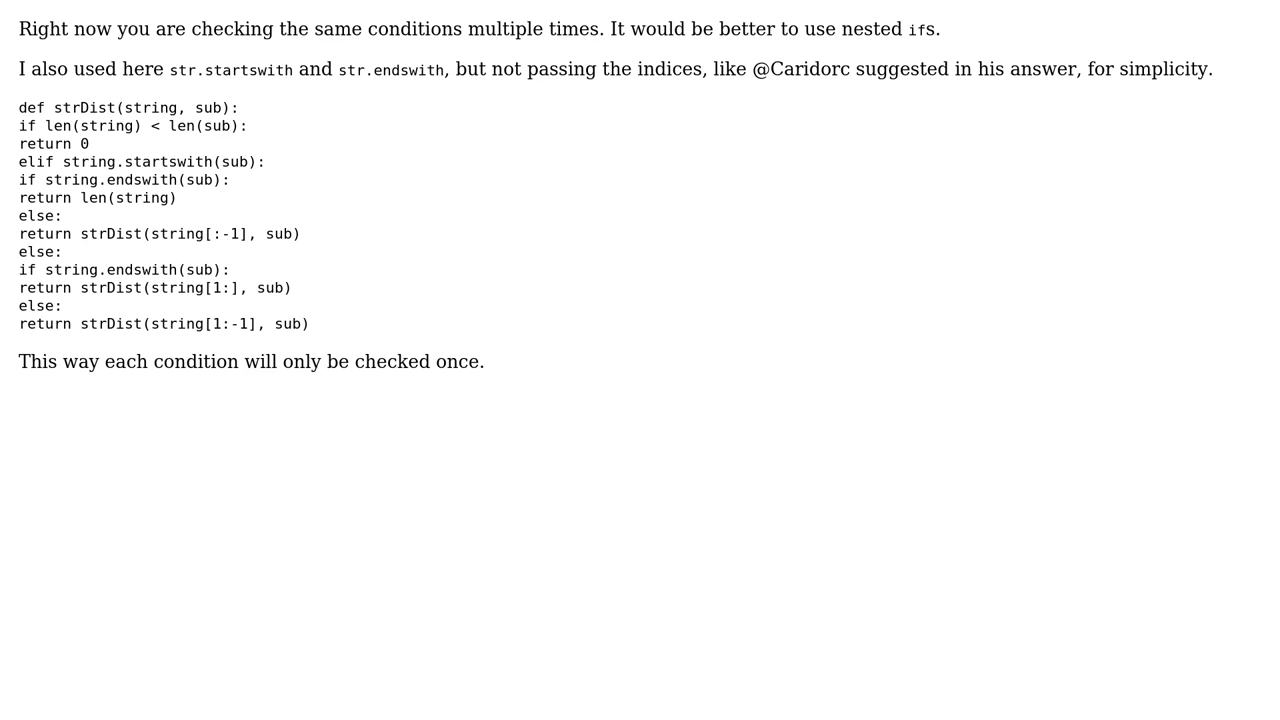 Right now you are checking the same conditions multiple times. It would be better to use nested ifs.
I also used here str.startswith and str.endswith, but not passing the indices, like @Caridorc suggested in his answer, for simplicity.
def strDist(string, sub):
if len(string) < len(sub):
return 0
elif string.startswith(sub):
if string.endswith(sub):
return len(string)
else:
return strDist(string[:-1], sub)
else:
if string.endswith(sub):
return strDist(string[1:], sub)
else:
return strDist(string[1:-1], sub)
This way each condition will only be checked once.